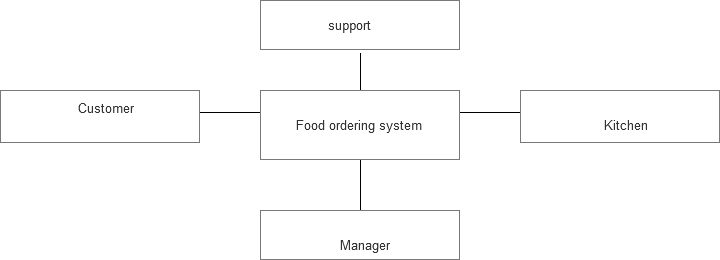 support
Customer
Food ordering system
Kitchen
Manager